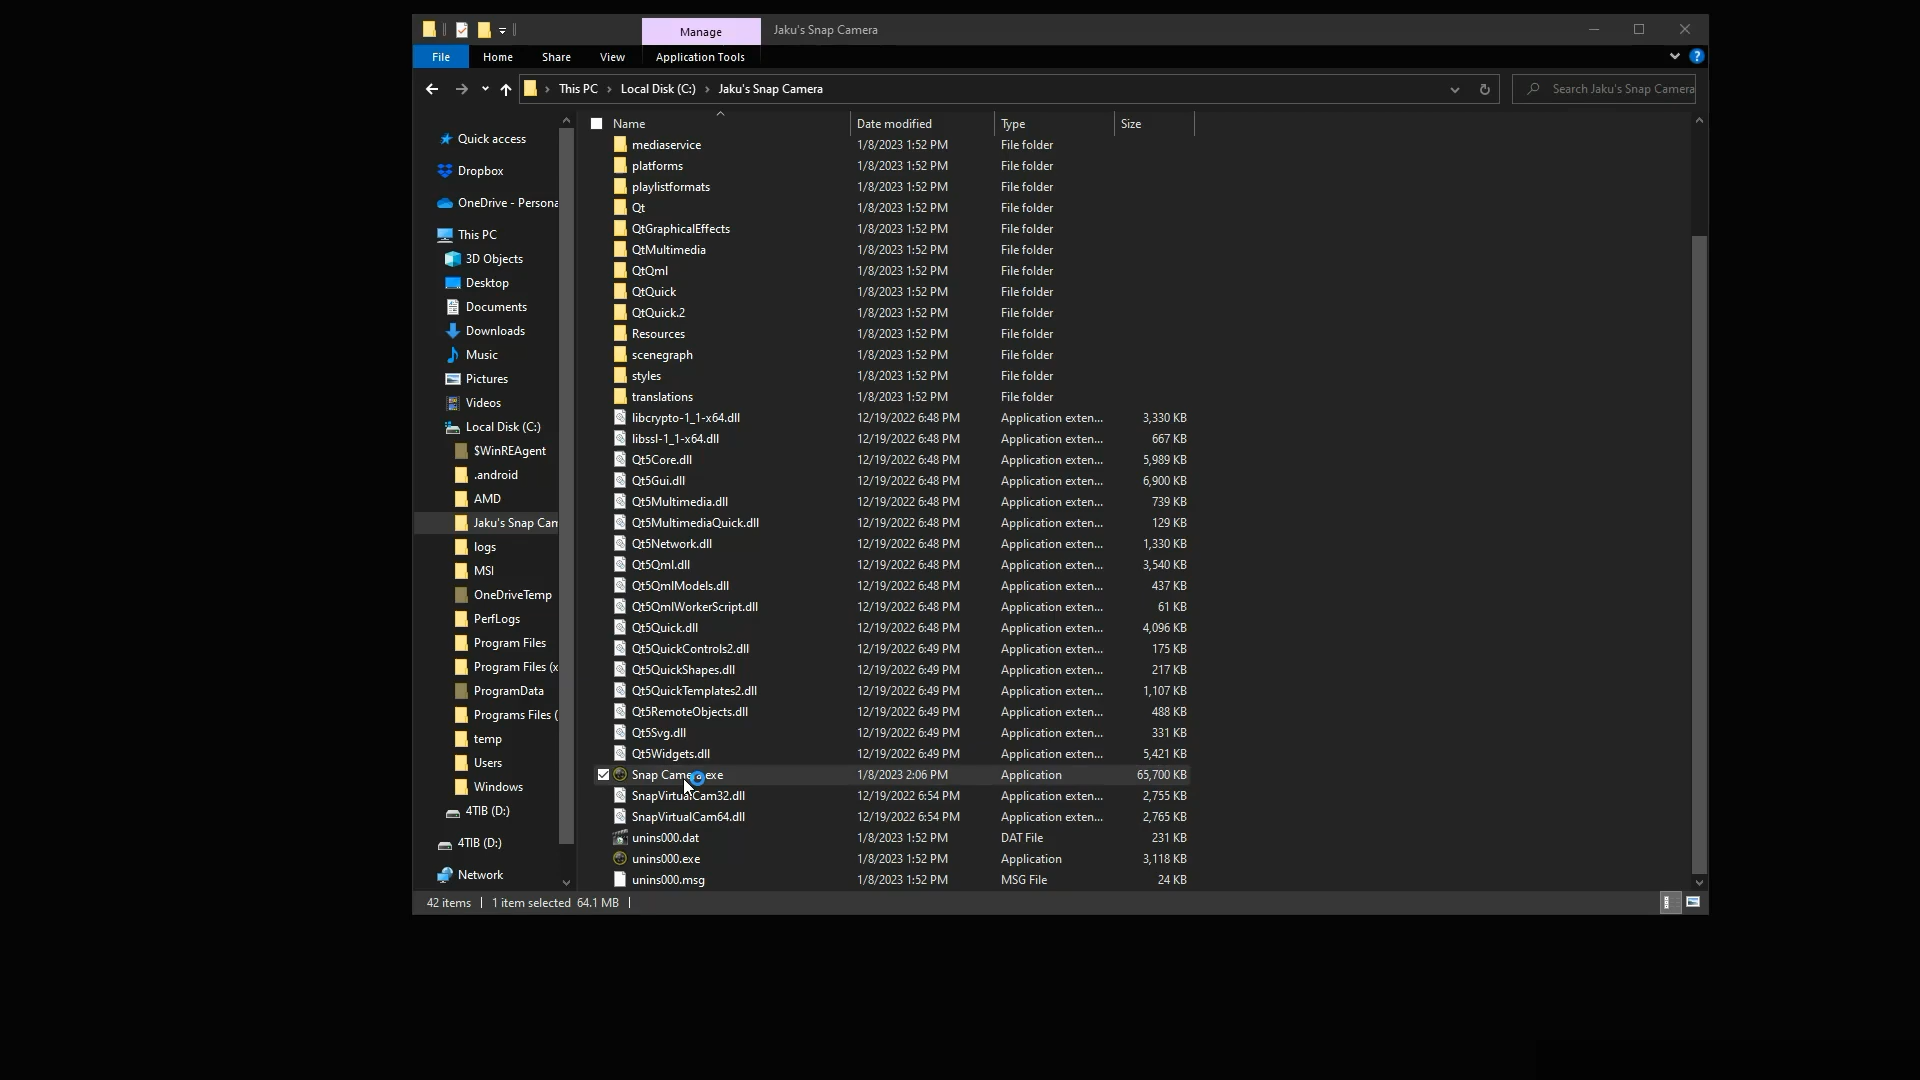 Manage
Jaku's Snap Camera
File
Home
Share
View
Application Tools
?
This PC
Local Disk (C:)
Jaku's Snap Camera
Search Jaku's Snap Camera
Quick access
Dropbox
OneDrive - Persona
This PC
3D Objects
Desktop
Documents
Downloads
Music
Pictures
Videos
Local Disk (C:)
$WinREAgent
.android
AMD
Jaku's Snap Cam
logs
MSI
OneDriveTemp
PerfLogs
Program Files
Program Files (x
ProgramData
Programs Files (
temp
Users
Windows
4TIB (D:)
4TIB (D:)
Network
Name Date modified Type Size
mediaservice 1/8/2023 1:52 PM File folder
platforms 1/8/2023 1:52 PM File folder
playlistformats 1/8/2023 1:52 PM File folder
Qt 1/8/2023 1:52 PM File folder
QtGraphicalEffects 1/8/2023 1:52 PM File folder
QtMultimedia 1/8/2023 1:52 PM File folder
QtQml 1/8/2023 1:52 PM File folder
QtQuick 1/8/2023 1:52 PM File folder
QtQuick.2 1/8/2023 1:52 PM File folder
Resources 1/8/2023 1:52 PM File folder
scenegraph 1/8/2023 1:52 PM File folder
styles 1/8/2023 1:52 PM File folder
translations 1/8/2023 1:52 PM File folder
libcrypto-1_1-x64.dll 12/19/2022 6:48 PM Application exten... 3,330 KB
libssl-1_1-x64.dll 12/19/2022 6:48 PM Application exten... 667 KB
Qt5Core.dll 12/19/2022 6:48 PM Application exten... 5,989 KB
Qt5Gui.dll 12/19/2022 6:48 PM Application exten... 6,900 KB
Qt5Multimedia.dll 12/19/2022 6:48 PM Application exten... 739 KB
Qt5MultimediaQuick.dll 12/19/2022 6:48 PM Application exten... 129 KB
Qt5Network.dll 12/19/2022 6:48 PM Application exten... 1,330 KB
Qt5Qml.dll 12/19/2022 6:48 PM Application exten... 3,540 KB
Qt5QmlModels.dll 12/19/2022 6:48 PM Application exten... 437 KB
Qt5QmlWorkerScript.dll 12/19/2022 6:48 PM Application exten... 61 KB
Qt5Quick.dll 12/19/2022 6:48 PM Application exten... 4,096 KB
Qt5QuickControls2.dll 12/19/2022 6:49 PM Application exten... 175 KB
Qt5QuickShapes.dll 12/19/2022 6:49 PM Application exten... 217 KB
Qt5QuickTemplates2.dll 12/19/2022 6:49 PM Application exten... 1,107 KB
Qt5RemoteObjects.dll 12/19/2022 6:49 PM Application exten... 488 KB
Qt5Svg.dll 12/19/2022 6:49 PM Application exten... 331 KB
Qt5Widgets.dll 12/19/2022 6:49 PM Application exten... 5,421 KB
Snap Camera.exe 1/8/2023 2:06 PM Application 65,700 KB
SnapVirtualCam32.dll 12/19/2022 6:54 PM Application exten... 2,755 KB
SnapVirtualCam64.dll 12/19/2022 6:54 PM Application exten... 2,765 KB
unins000.dat 1/8/2023 1:52 PM DAT File 231 KB
unins000.exe 1/8/2023 1:52 PM Application 3,118 KB
unins000.msg 1/8/2023 1:52 PM MSG File 24 KB
42 items 1 item selected 64.1 MB